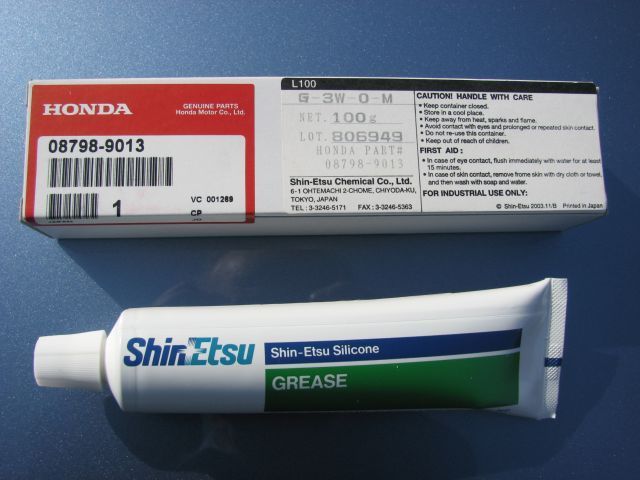 HONDA
GENUINE PARTS
Honda Motor Co., Ltd.
08798-9013
1
VC 001269
CP
L100
G-3W-O-M
NET. 100g
LOT. 806949
HONDA PART#
08798-9013
Shin-Etsu Chemical Co., Ltd.
6-1 OHTEMACHI 2-CHOME, CHIYODA-KU,
TOKYO, JAPAN
TEL : 3-3246-5171 FAX : 3-3246-5363
CAUTION! HANDLE WITH CARE
• Keep container closed.
• Store in a cool place.
• Keep away from heat, sparks and flame.
• Avoid contact with eyes and prolonged or repeated skin contact.
• Do not re-use this container.
• Keep out of reach of children.
FIRST AID :
• In case of eye contact, flush immediately with water for at least
15 minutes.
• In case of skin contact, remove from skin with dry cloth or towel,
and then wash with soap and water.
FOR INDUSTRIAL USE ONLY:
© Shin-Etsu 2003.11/B Printed in Japan
ShinEtsu
Shin-Etsu Silicone
GREASE